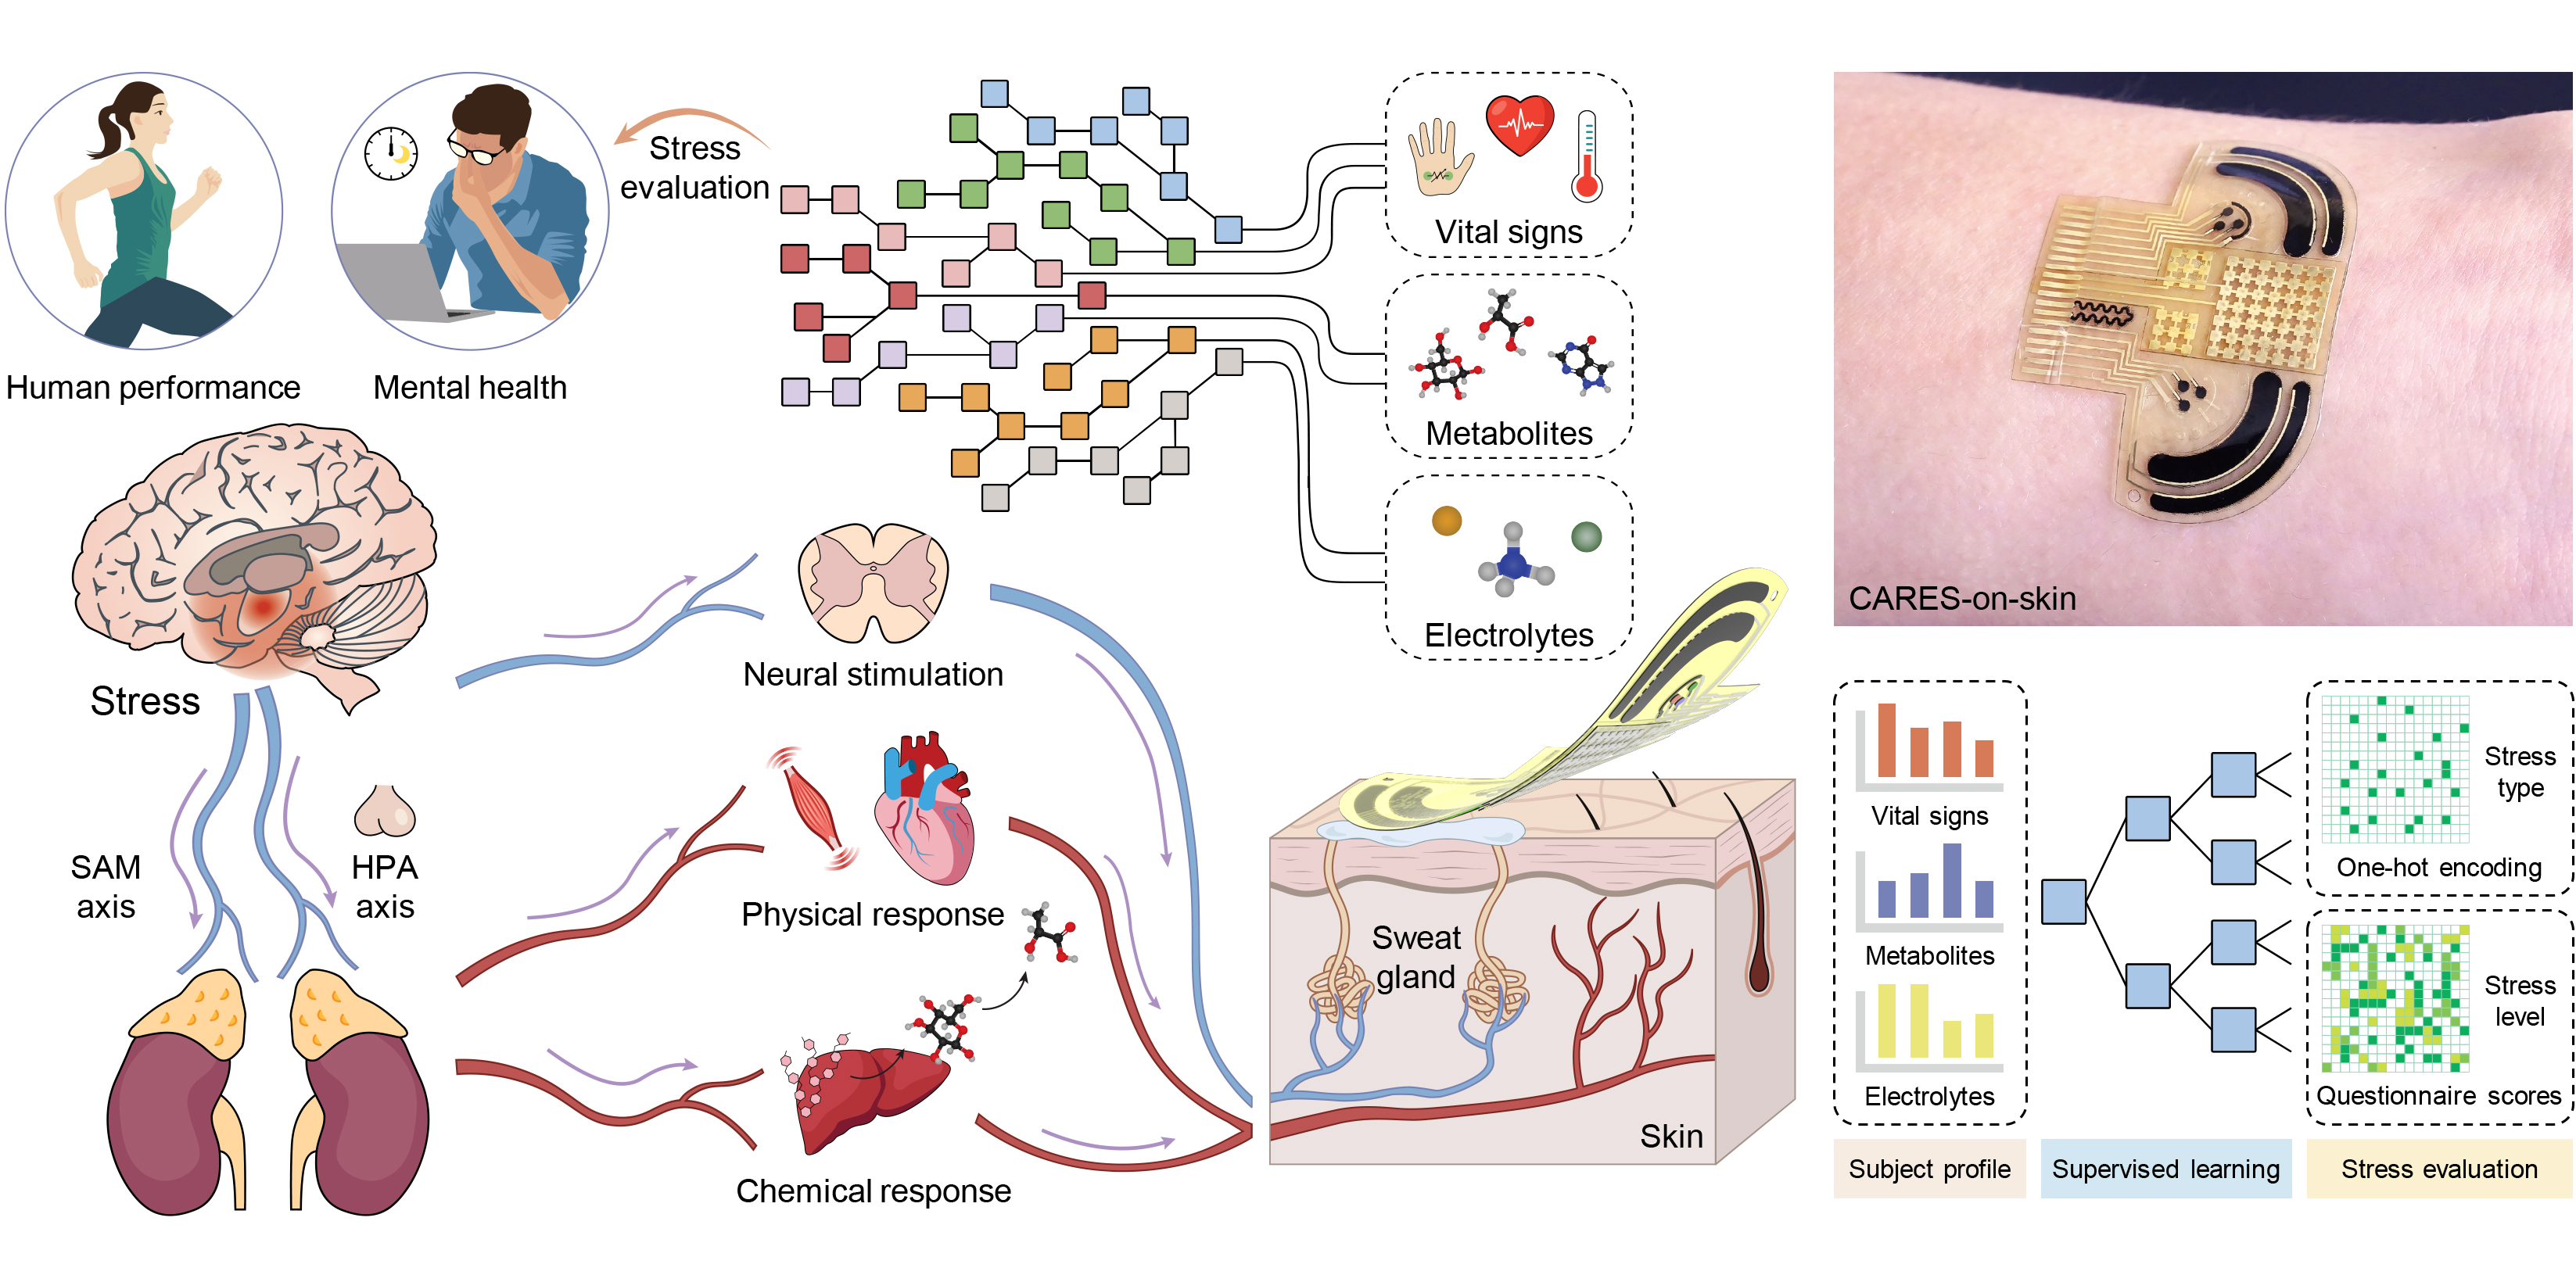 Human performance
Mental health
Stress
evaluation
Vital signs
Metabolites
Electrolytes
CARES-on-skin
Stress
SAM
axis
HPA
axis
Neural stimulation
Physical response
Chemical response
Sweat
gland
Skin
Vital signs
Metabolites
Electrolytes
Subject profile
Supervised learning
Stress
type
One-hot encoding
Stress
level
Questionnaire scores
Stress evaluation